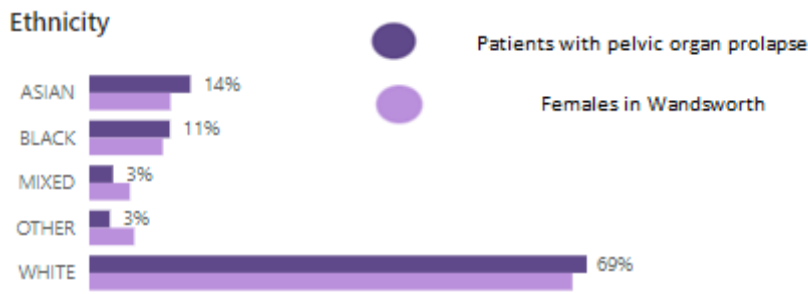 Ethnicity
Patients with pelvic organ prolapse
Females in Wandsworth
ASIAN 14%
BLACK 11%
MIXED 3%
OTHER 3%
WHITE 69%